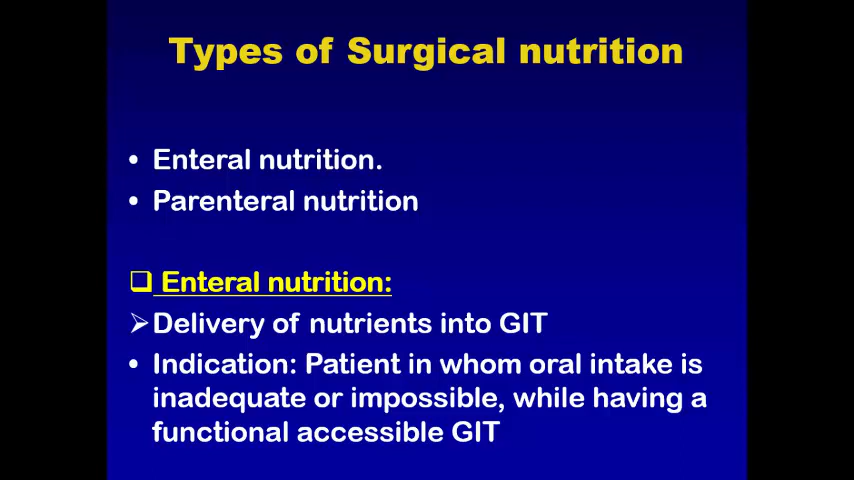 Types of Surgical nutrition
• Enteral nutrition.
• Parenteral nutrition
❑ Enteral nutrition:
➢Delivery of nutrients into GIT
• Indication: Patient in whom oral intake is
inadequate or impossible, while having a
functional accessible GIT